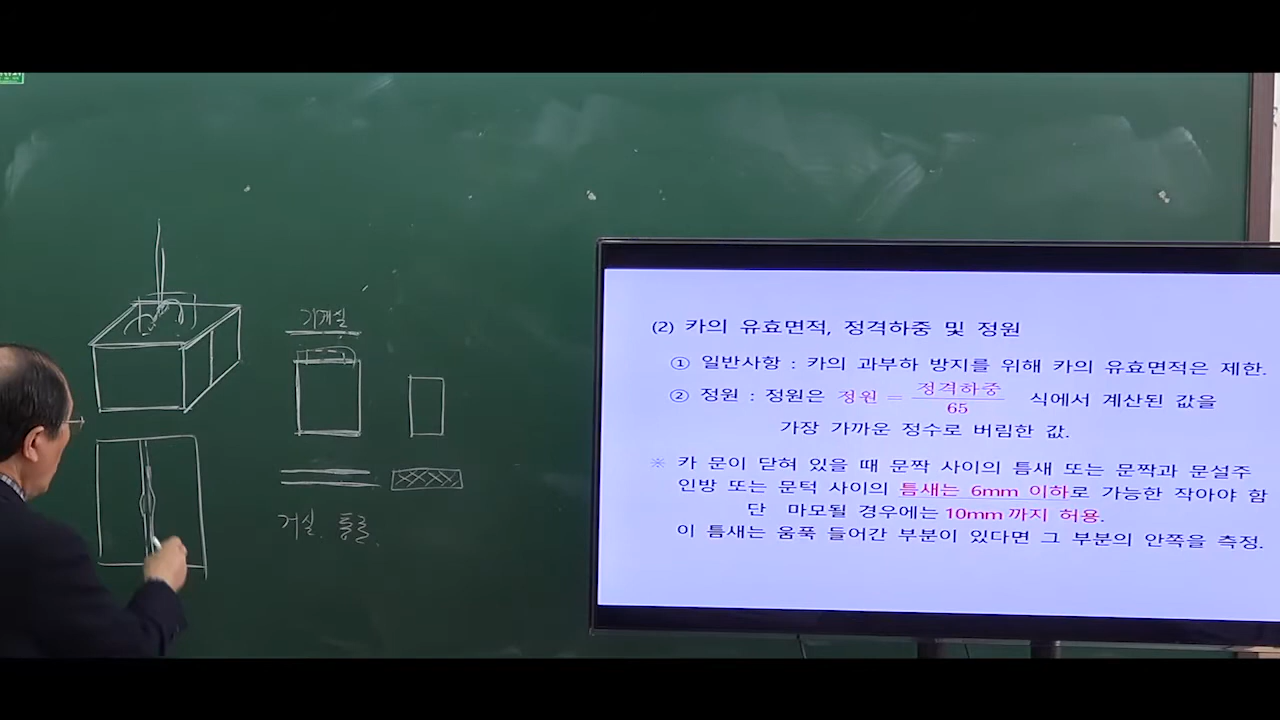 기계실
거실, 통로,
(2) 카의 유효면적, 정격하중 및 정원
① 일반사항 : 카의 과부하 방지를 위해 카의 유효면적은 제한.
② 정원 : 정원은 정원 = 정격하중 / 65 식에서 계산된 값을
가장 가까운 정수로 버림한 값.
※ 카 문이 닫혀 있을 때 문짝 사이의 틈새 또는 문짝과 문설주
인방 또는 문턱 사이의 틈새는 6mm 이하로 가능한 작아야 함
단 마모될 경우에는 10mm 까지 허용.
이 틈새는 움푹 들어간 부분이 있다면 그 부분의 안쪽을 측정.